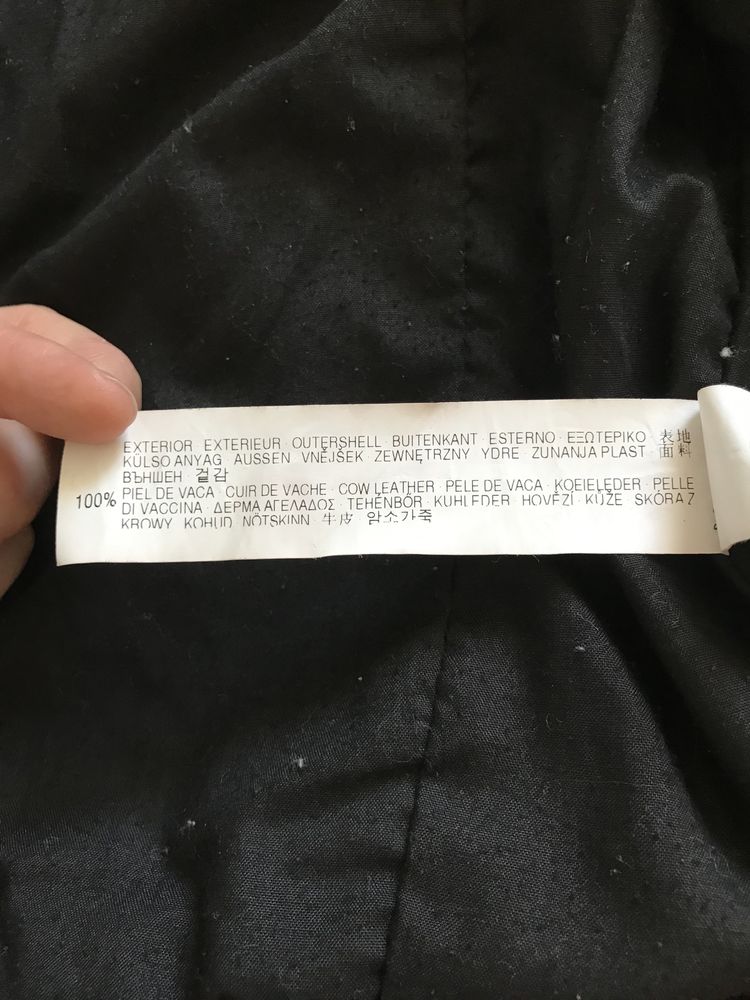 EXTERIOR · EXTERIEUR · OUTERSHELL · BUITENKANT · ESTERNO · ΕΞΩΤΕΡΙΚΟ 表地
KÜLSO ANYAG · AUSSEN · VNĚJŠEK · ZEWNĘTRZNY · YDRE · ZUNANJA PLAST · 面料
ВЪНШЕН · 겉감
100% PIEL DE VACA · CUIR DE VACHE · COW LEATHER · PELE DE VACA · KOEIELEDER · PELLE
DI VACCINA · ΔΕΡΜΑ ΑΓΕΛΑΔΟΣ · TEHÉNBÓR · KUHLEDER · HOVĚZÍ · KŮŽE · SKÓRA Z
KROWY · KOHUD · NÖTSKINN · 牛皮 · 암소가죽